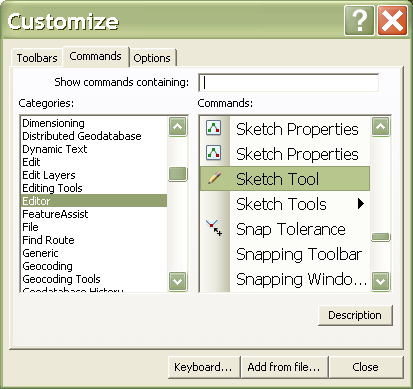 Customize
Toolbars Commands Options
Show commands containing:
Categories: Commands:
Dimensioning
Distributed Geodatabase
Dynamic Text
Edit
Edit Layers
Editing Tools
Editor
FeatureAssist
File
Find Route
Generic
Geocoding
Geocoding Tools
Geodatabase History
Sketch Properties
Sketch Properties
Sketch Tool
Sketch Tools
Snap Tolerance
Snapping Toolbar
Snapping Windo...
Description
Keyboard... Add from file... Close